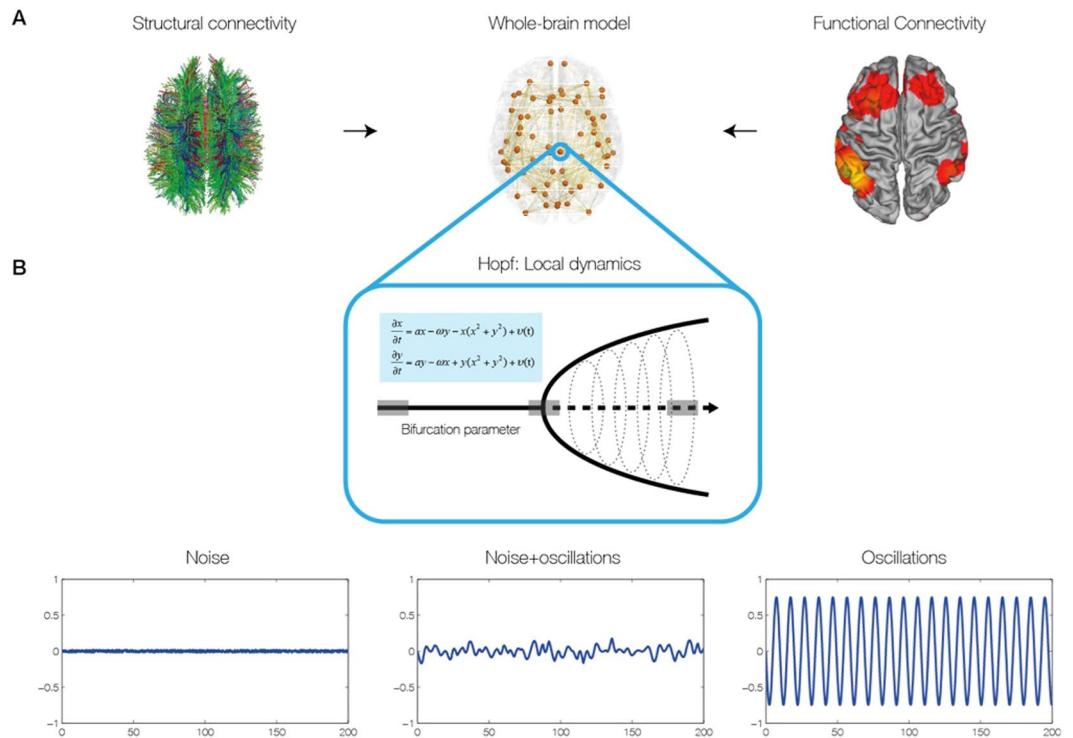 A
Structural connectivity
Whole-brain model
Functional Connectivity
B
Hopf: Local dynamics
∂x/∂t = ax − ωy − x(x² + y²) + υ(t)
∂y/∂t = ay − ωx + y(x² + y²) + υ(t)
Bifurcation parameter
Noise
Noise+oscillations
Oscillations
1
0.5
0
−0.5
−1
0 50 100 150 200
1
0.5
0
−0.5
−1
0 50 100 150 200
1
0.5
0
−0.5
−1
0 50 100 150 200